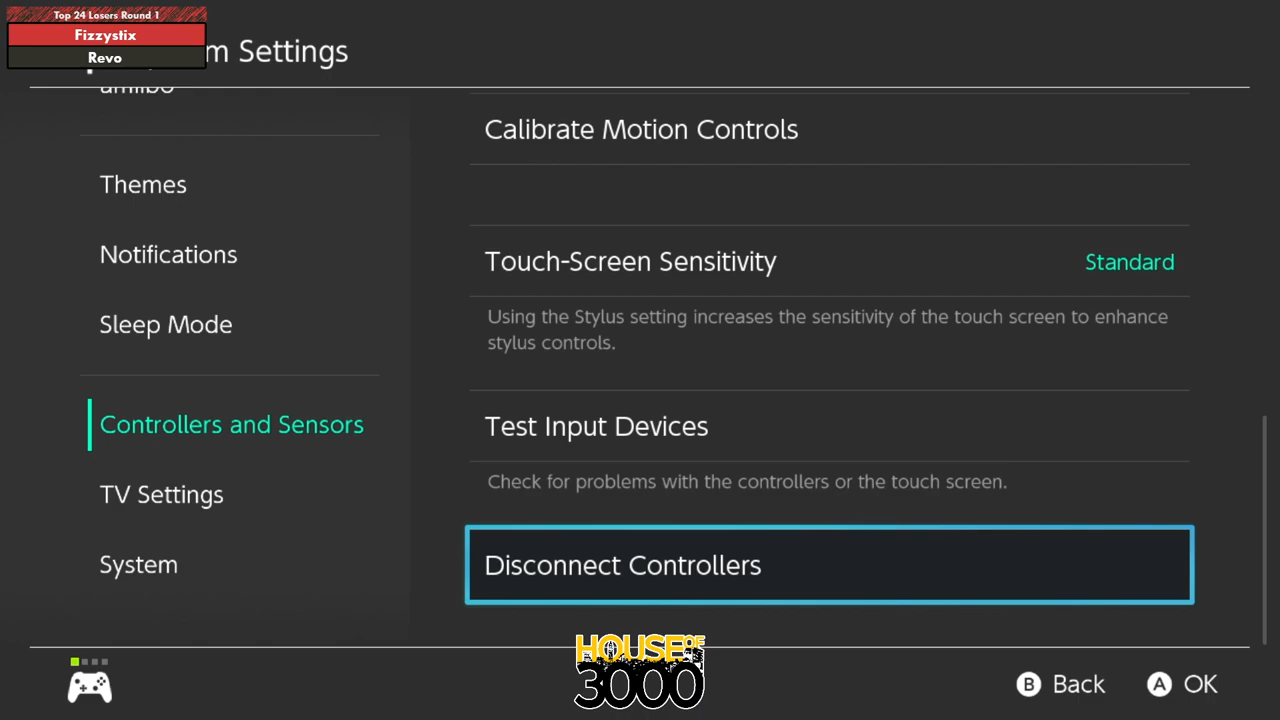 Top 24 Losers Round 1
Fizzystix
Revo
m Settings
amiibo
Themes
Notifications
Sleep Mode
Controllers and Sensors
TV Settings
System
Calibrate Motion Controls
Touch-Screen Sensitivity Standard
Using the Stylus setting increases the sensitivity of the touch screen to enhance
stylus controls.
Test Input Devices
Check for problems with the controllers or the touch screen.
Disconnect Controllers
HOUSE OF
3000
B Back A OK